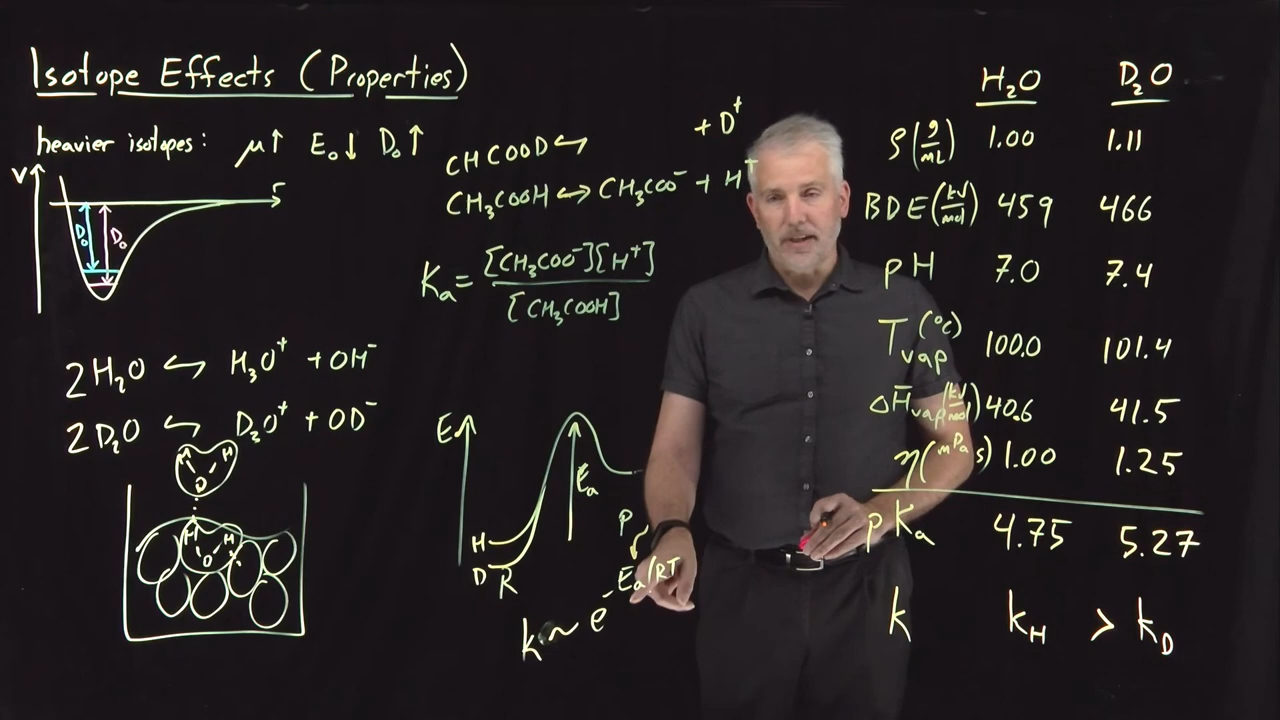 Isotope Effects (Properties)
heavier isotopes: μ↑ E₀↓ D₀↑
V
r
D₀ D₀
2H₂O ↔ H₃O⁺ + OH⁻
2D₂O ↔ D₃O⁺ + OD⁻
H H
O
H H
O
CHCOOD ↔ + D⁺
CH₃COOH ↔ CH₃COO⁻ + H⁺
Kₐ = [CH₃COO⁻][H⁺] / [CH₃COOH]
E
Eₐ
H
D R
P
k ~ e^-Eₐ/RT
H₂O D₂O
ρ (g/mL) 1.00 1.11
BDE (kJ/mol) 459 466
pH 7.0 7.4
T_vap (°C) 100.0 101.4
ΔH̄_vap (kJ/mol) 40.6 41.5
η (mPa s) 1.00 1.25
pKₐ 4.75 5.27
k k_H > k_D